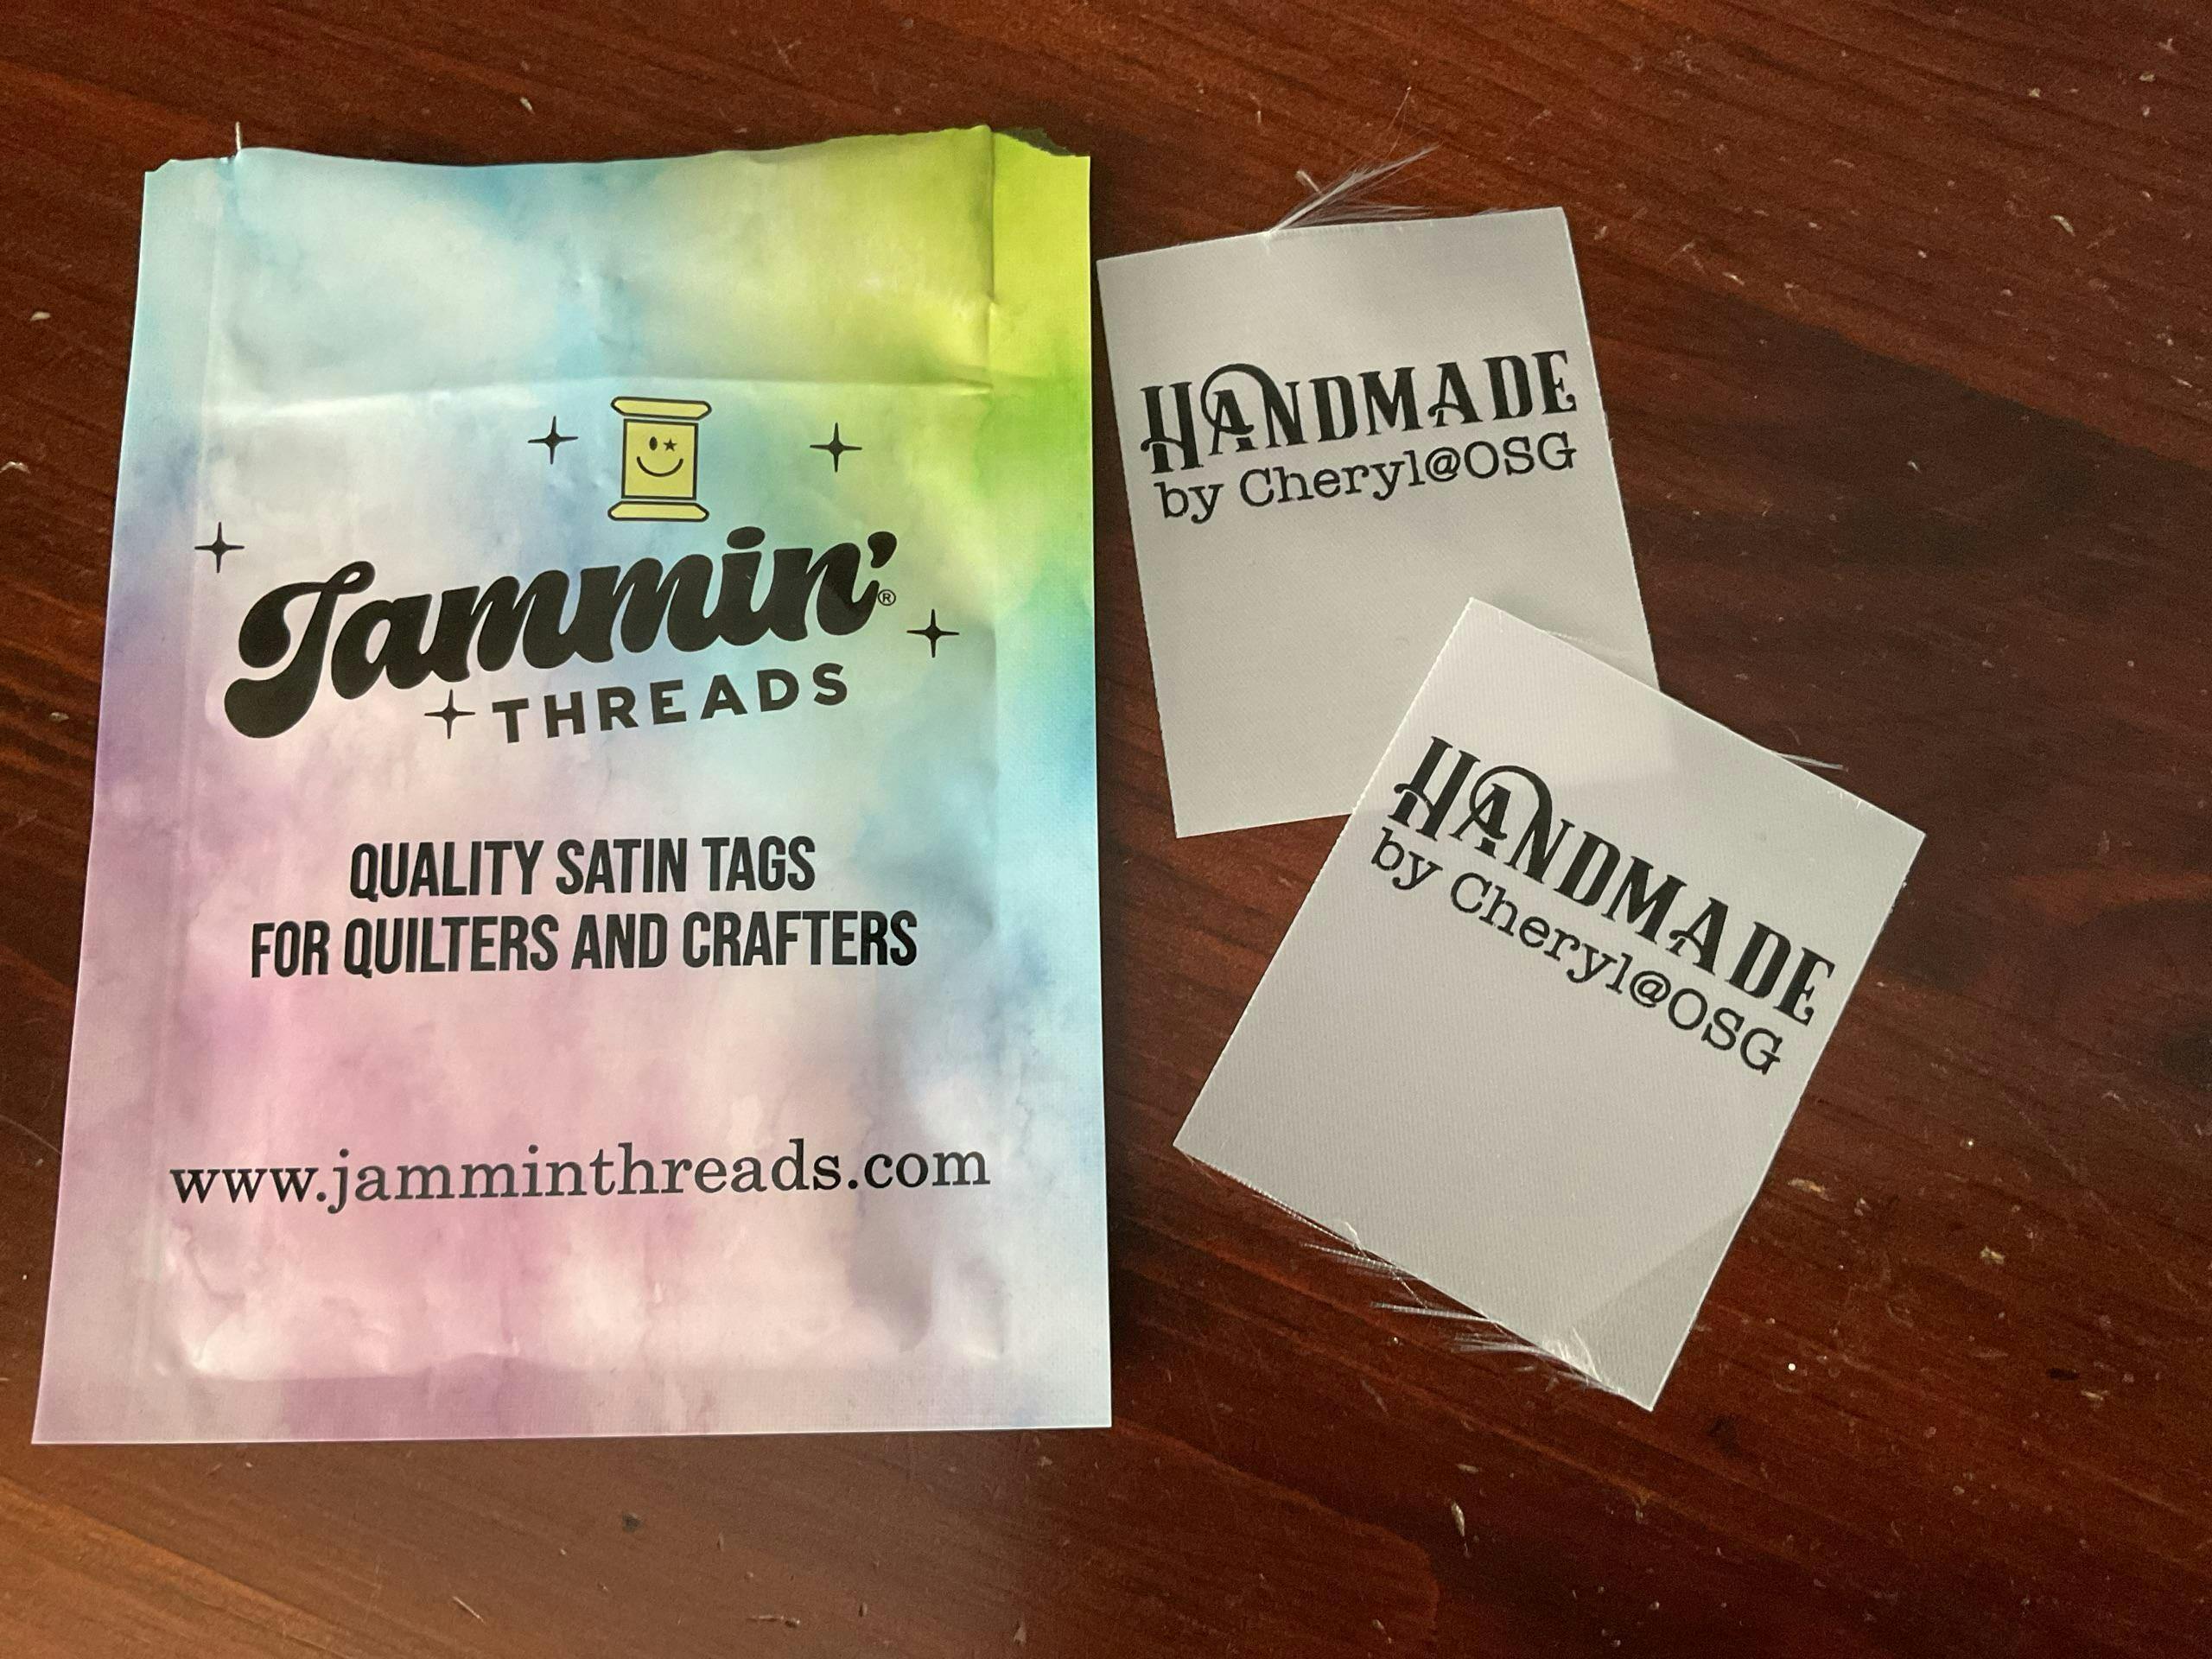 Jammin'®
THREADS
QUALITY SATIN TAGS
FOR QUILTERS AND CRAFTERS
www.jamminthreads.com
HANDMADE
by Cheryl@OSG
HANDMADE
by Cheryl@OSG